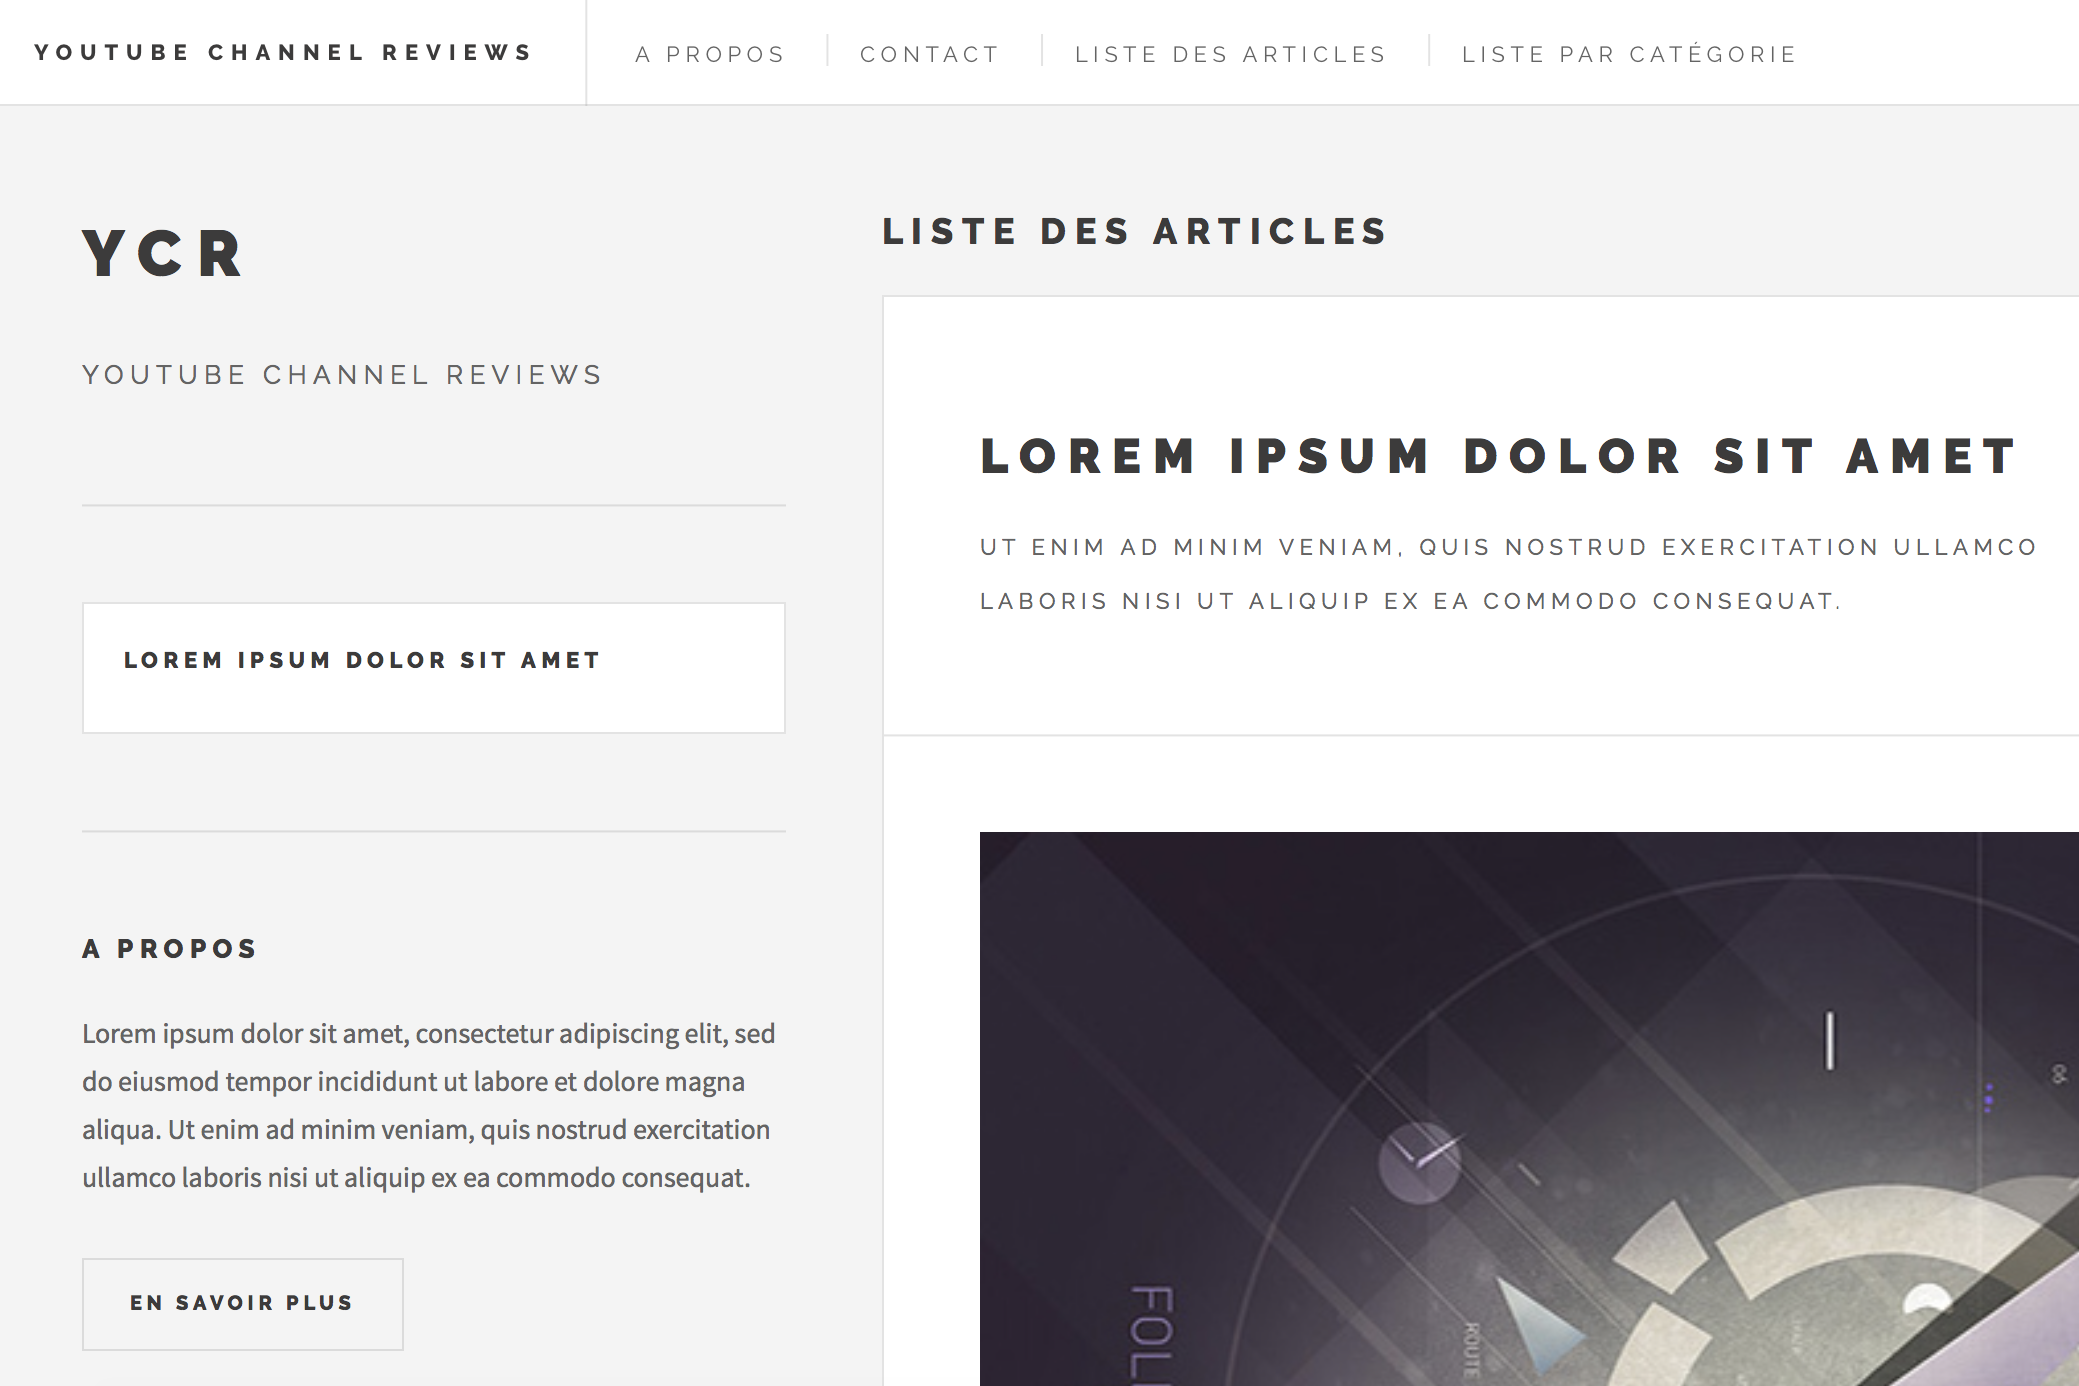 YOUTUBE CHANNEL REVIEWS
A PROPOS
CONTACT
LISTE DES ARTICLES
LISTE PAR CATÉGORIE
YCR
YOUTUBE CHANNEL REVIEWS
LOREM IPSUM DOLOR SIT AMET
A PROPOS
Lorem ipsum dolor sit amet, consectetur adipiscing elit, sed
do eiusmod tempor incididunt ut labore et dolore magna
aliqua. Ut enim ad minim veniam, quis nostrud exercitation
ullamco laboris nisi ut aliquip ex ea commodo consequat.
EN SAVOIR PLUS
LISTE DES ARTICLES
LOREM IPSUM DOLOR SIT AMET
UT ENIM AD MINIM VENIAM, QUIS NOSTRUD EXERCITATION ULLAMCO
LABORIS NISI UT ALIQUIP EX EA COMMODO CONSEQUAT.
ROUTE